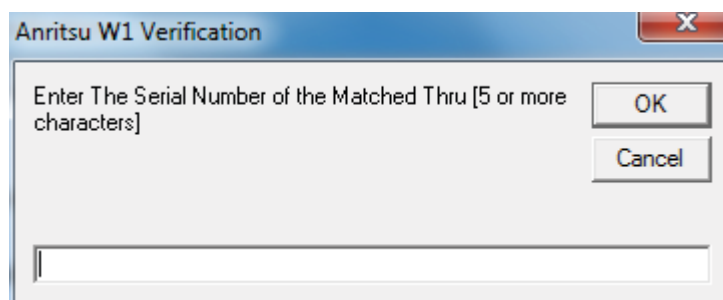 Anritsu W1 Verification
Enter The Serial Number of the Matched Thru [5 or more
characters]
OK
Cancel